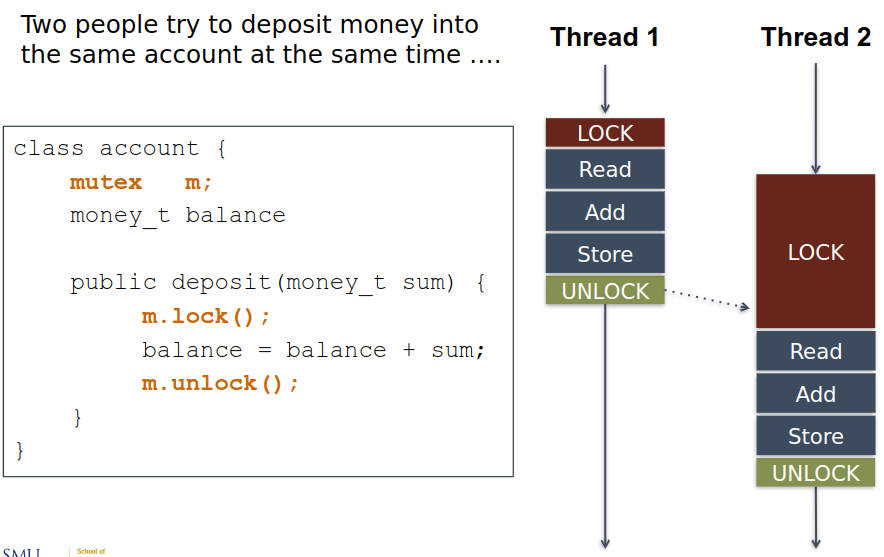 Two people try to deposit money into
the same account at the same time ....
class account {
mutex m;
money_t balance
public deposit(money_t sum) {
m.lock();
balance = balance + sum;
m.unlock();
}
}
Thread 1
LOCK
Read
Add
Store
UNLOCK
Thread 2
LOCK
Read
Add
Store
UNLOCK
SMU
School of